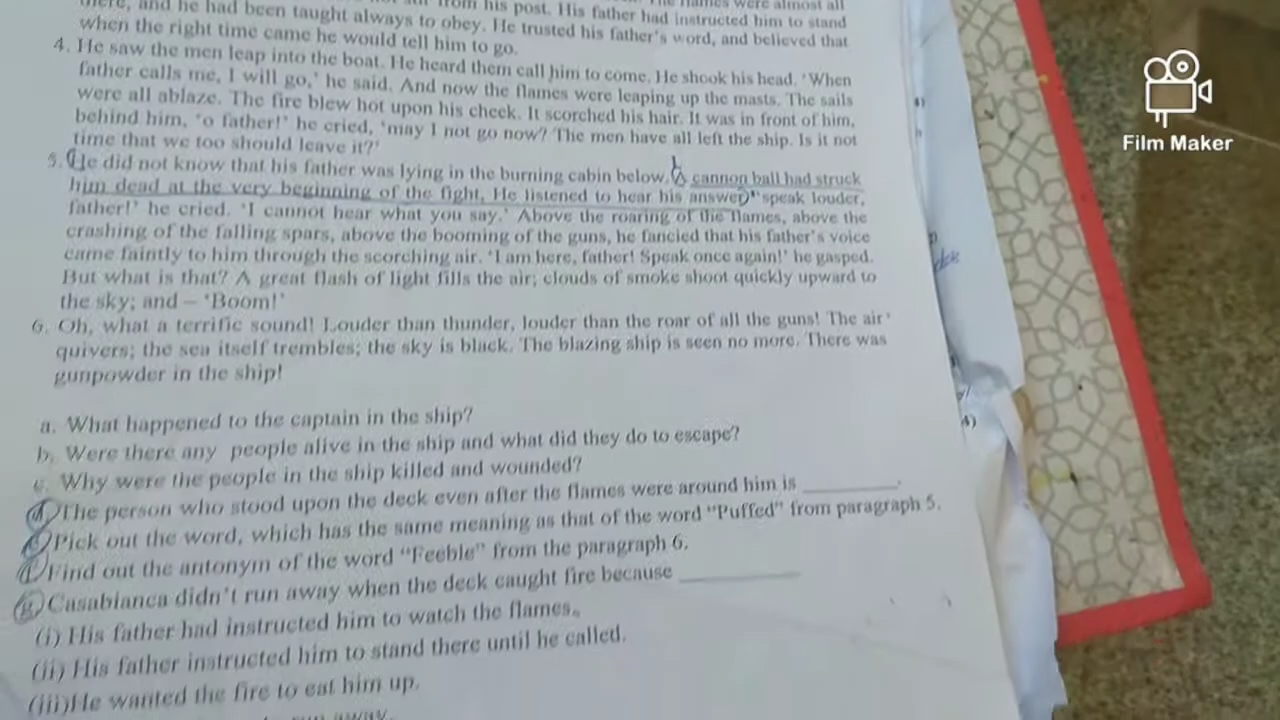 there, and he had been taught always to obey. He trusted his father's word, and believed that
from his post. His father had instructed him to stand
were almost all
when the right time came he would tell him to go.
4. He saw the men leap into the boat. He heard them call him to come. He shook his head. 'When
father calls me, I will go,' he said. And now the flames were leaping up the masts. The sails
were all ablaze. The fire blew hot upon his cheek. It scorched his hair. It was in front of him,
behind him, 'o father!' he cried, 'may I not go now? The men have all left the ship. Is it not
time that we too should leave it?'
5. He did not know that his father was lying in the burning cabin below. A cannon ball had struck
him dead at the very beginning of the fight. He listened to hear his answer "speak louder,
father!' he cried. 'I cannot hear what you say.' Above the roaring of the flames, above the
crashing of the falling spars, above the booming of the guns, he fancied that his father's voice
came faintly to him through the scorching air. 'I am here, father! Speak once again!' he gasped.
But what is that? A great flash of light fills the air; clouds of smoke shoot quickly upward to
the sky; and – 'Boom!'
6. Oh, what a terrific sound! Louder than thunder, louder than the roar of all the guns! The air
quivers; the sea itself trembles; the sky is black. The blazing ship is seen no more. There was
gunpowder in the ship!
a. What happened to the captain in the ship?
b. Were there any people alive in the ship and what did they do to escape?
c. Why were the people in the ship killed and wounded?
d. The person who stood upon the deck even after the flames were around him is ________.
e. Pick out the word, which has the same meaning as that of the word "Puffed" from paragraph 5.
f. Find out the antonym of the word "Feeble" from the paragraph 6.
g. Casabianca didn't run away when the deck caught fire because __________
(i) His father had instructed him to watch the flames.
(ii) His father instructed him to stand there until he called.
(iii)He wanted the fire to eat him up.
run away.
Film Maker